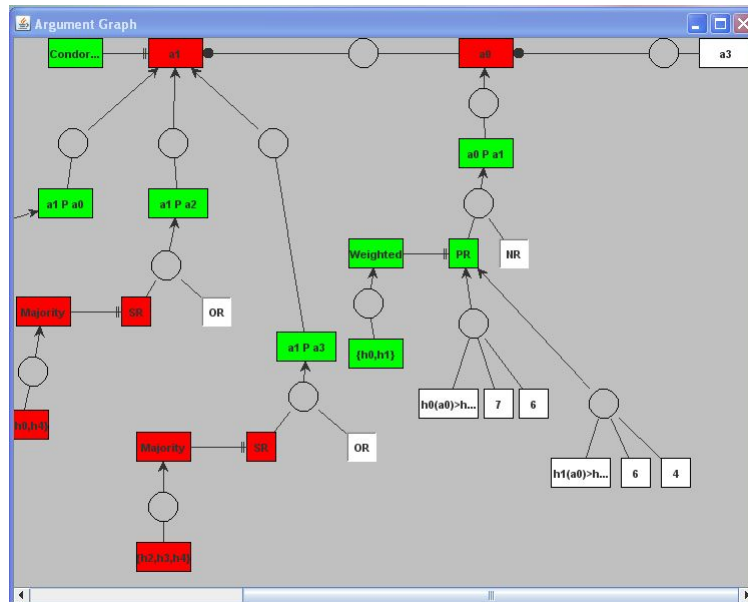 Argument Graph
Condor...
a1
a0
a3
a0 P a1
a1 P a0
a1 P a2
Weighted
PR
NR
Majority
SR
OR
a1 P a3
{h0,h1}
h0(a0)>h...
7
6
h0,h4}
Majority
SR
OR
h1(a0)>h...
6
4
{h2,h3,h4}